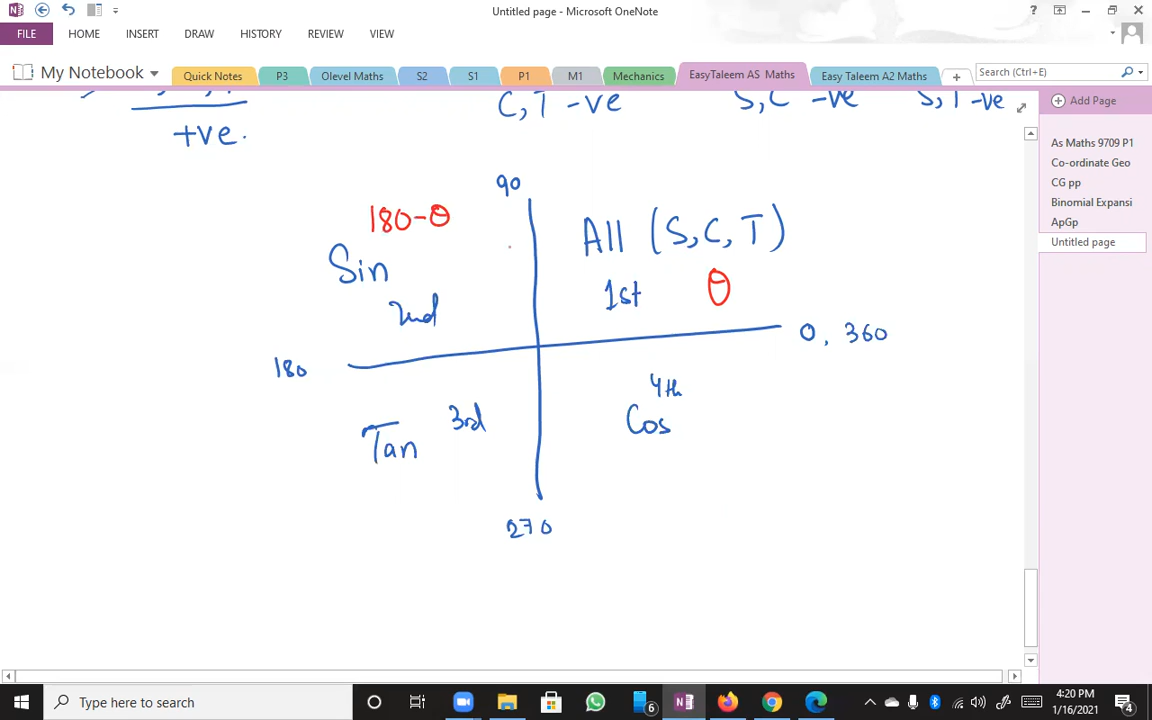 Untitled page - Microsoft OneNote
FILE HOME INSERT DRAW HISTORY REVIEW VIEW
My Notebook Quick Notes P3 Olevel Maths S2 S1 P1 M1 Mechanics EasyTaleem AS Maths Easy Taleem A2 Maths Search (Ctrl+E)
Add Page
As Maths 9709 P1
Co-ordinate Geo
CG pp
Binomial Expansi
ApGp
Untitled page
C, T -ve S, C -ve S, T -ve
+ve.
90
180-θ
All (S, C, T)
Sin
1st θ
2nd
0, 360
180
4th
3rd
Cos
Tan
270
Type here to search
6
4:20 PM
1/16/2021
4